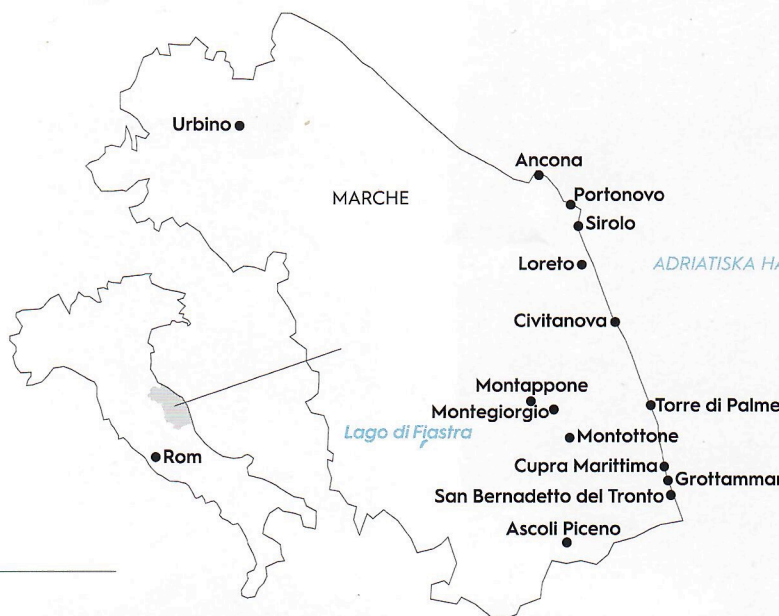 Urbino
Ancona
MARCHE
Portonovo
Sirolo
Loreto
ADRIATISKA HA
Civitanova
Montappone
Montegiorgio
Torre di Palme
Lago di Fiastra
Montottone
Rom
Cupra Marittima
Grottammar
San Bernadetto del Tronto
Ascoli Piceno